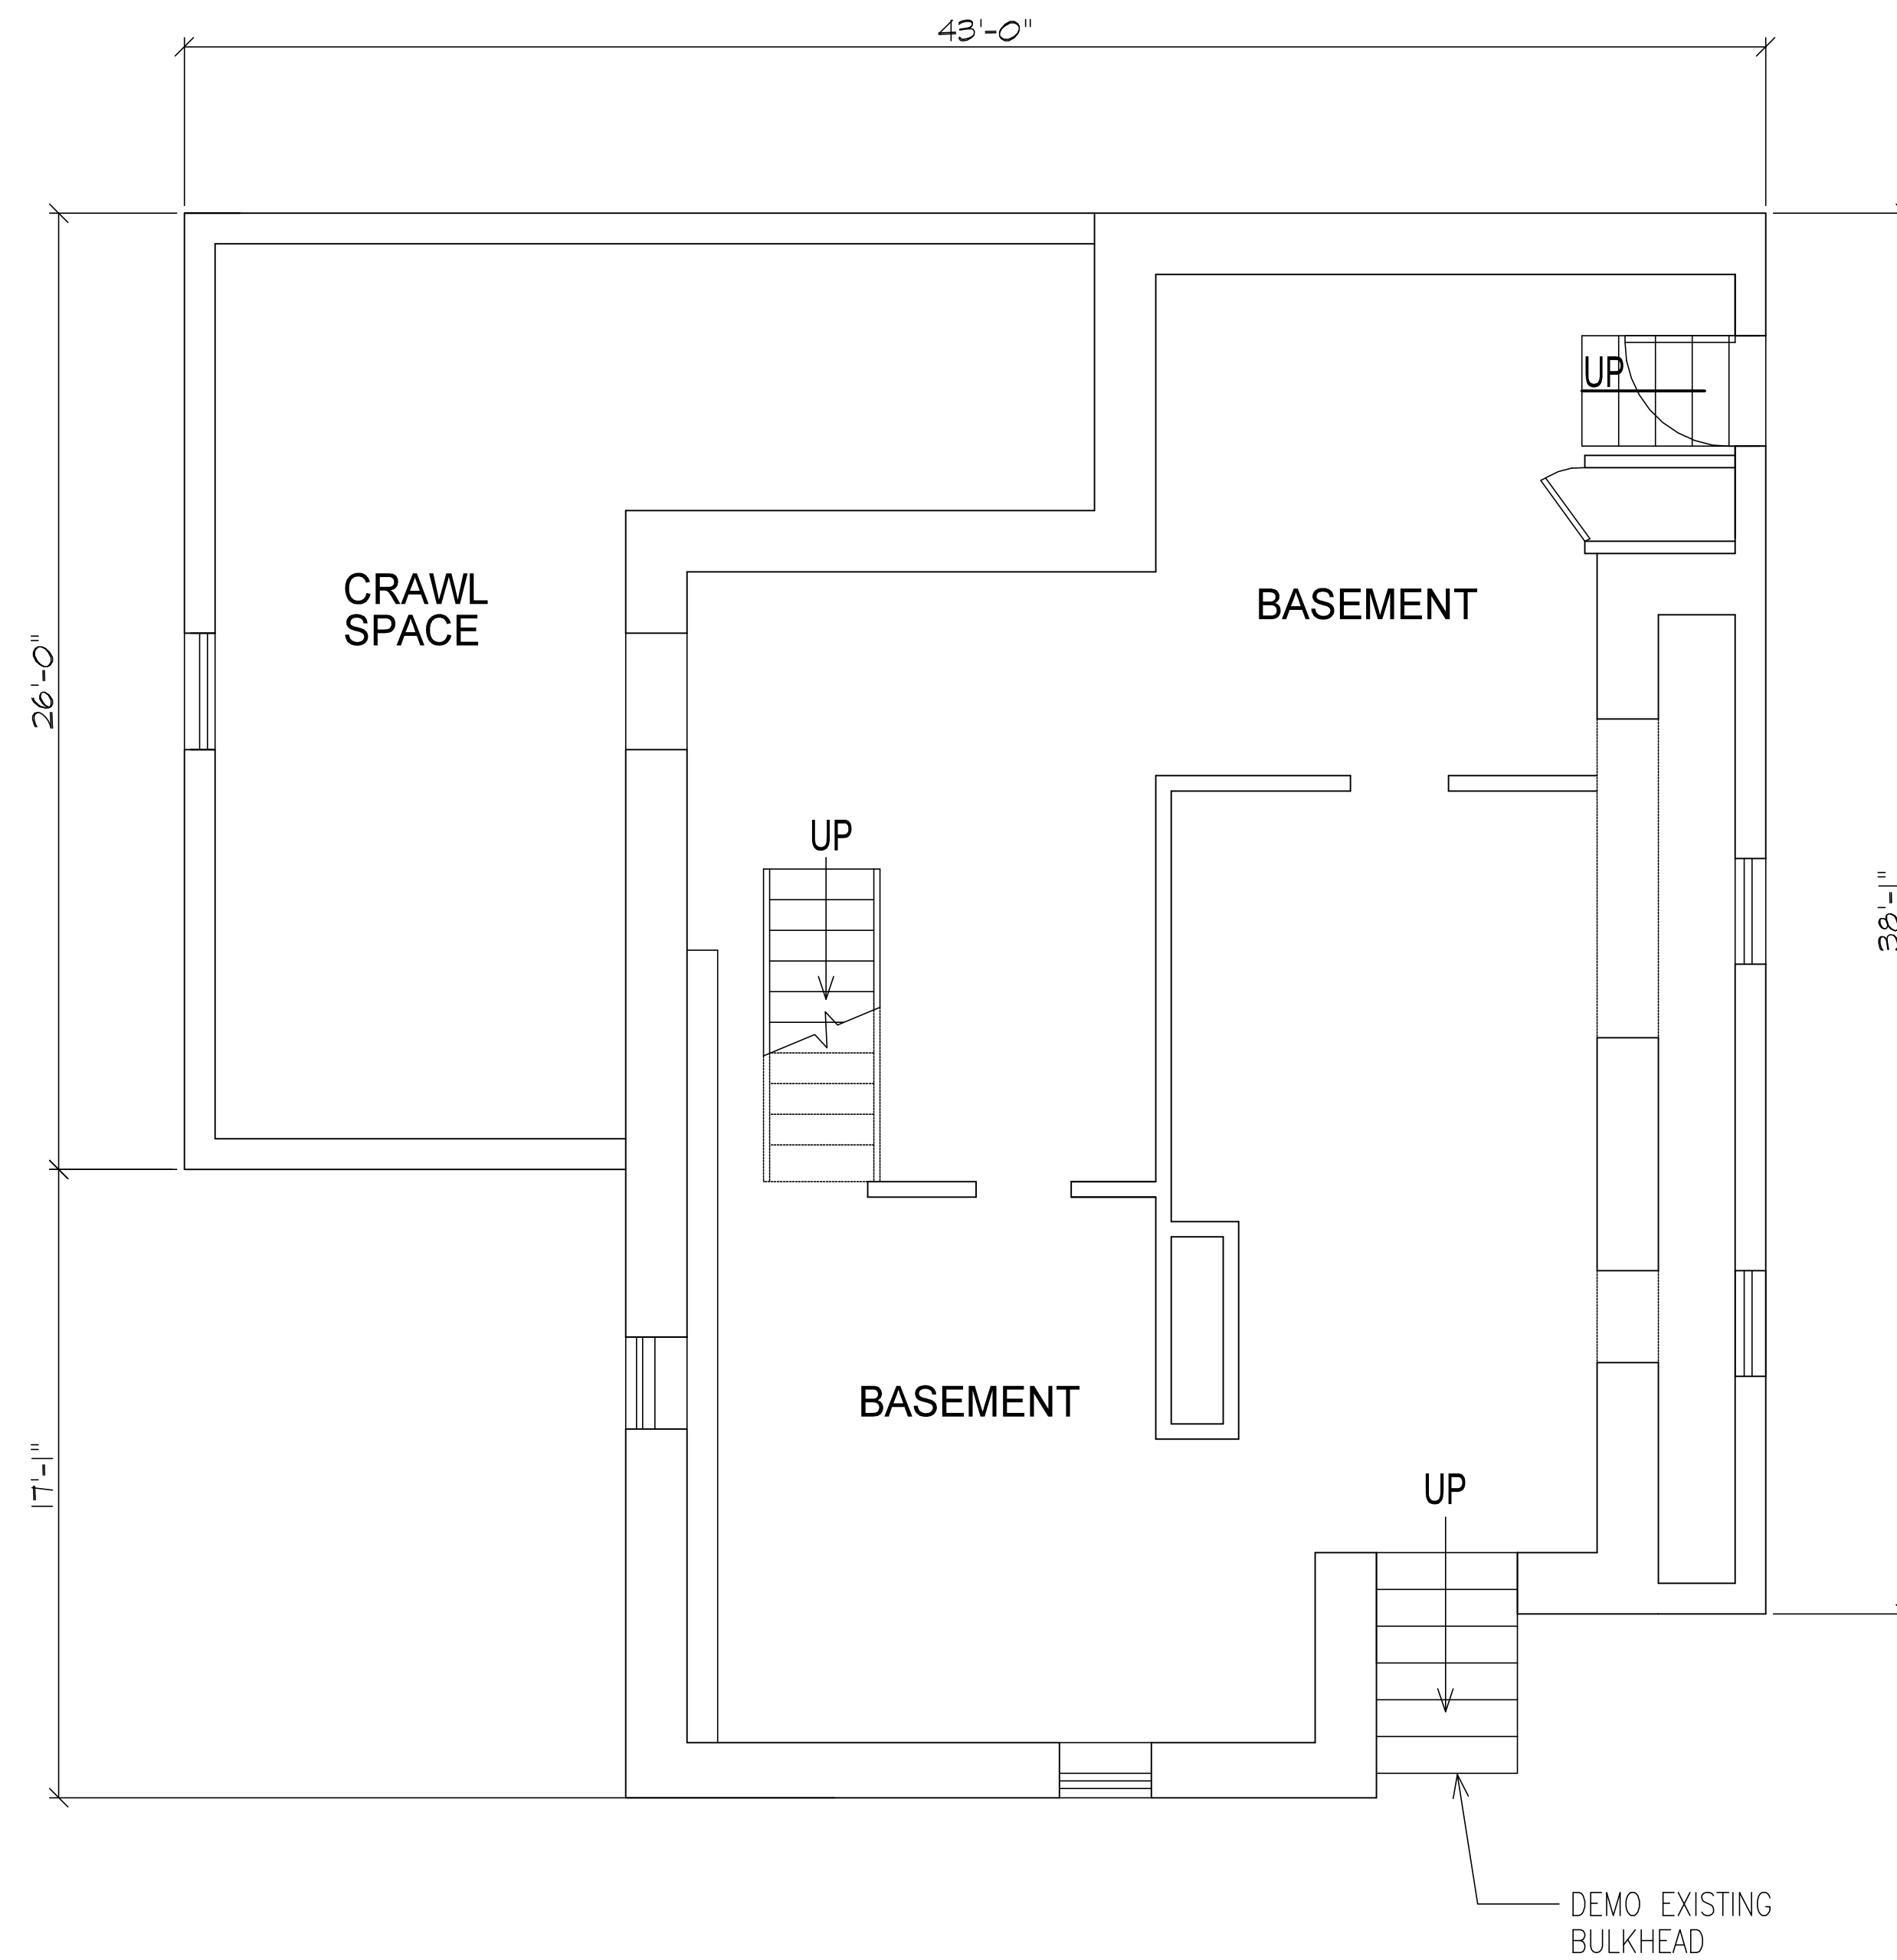 43'-0"
UP
CRAWL
SPACE
BASEMENT
26'-0"
UP
38'-1"
BASEMENT
17'-1"
UP
DEMO EXISTING
BULKHEAD